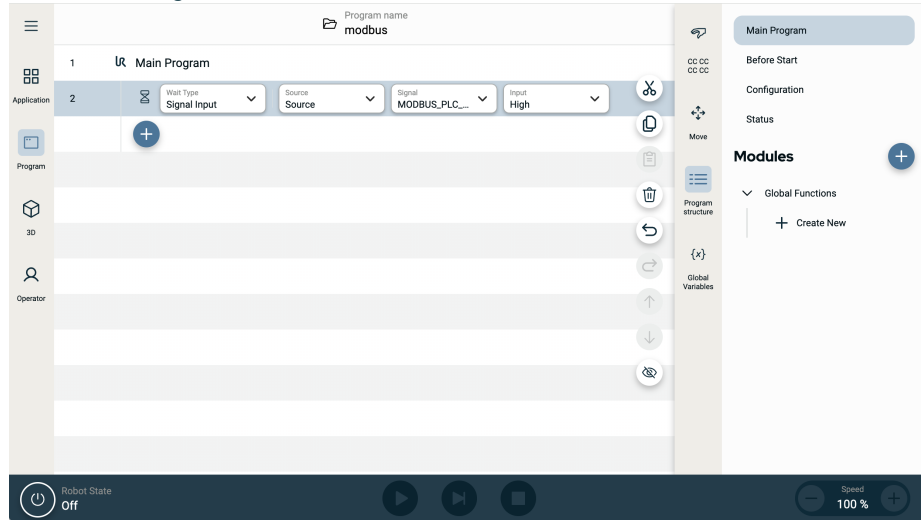 Program name
modbus
Application
Program
3D
Operator
1 Main Program
2 Wait Type Signal Input Source Source Signal MODBUS_PLC_... Input High
CC CC
CC CC
Move
Program structure
{x}
Global Variables
Main Program
Before Start
Configuration
Status
Modules
Global Functions
Create New
Robot State
Off
Speed
100 %